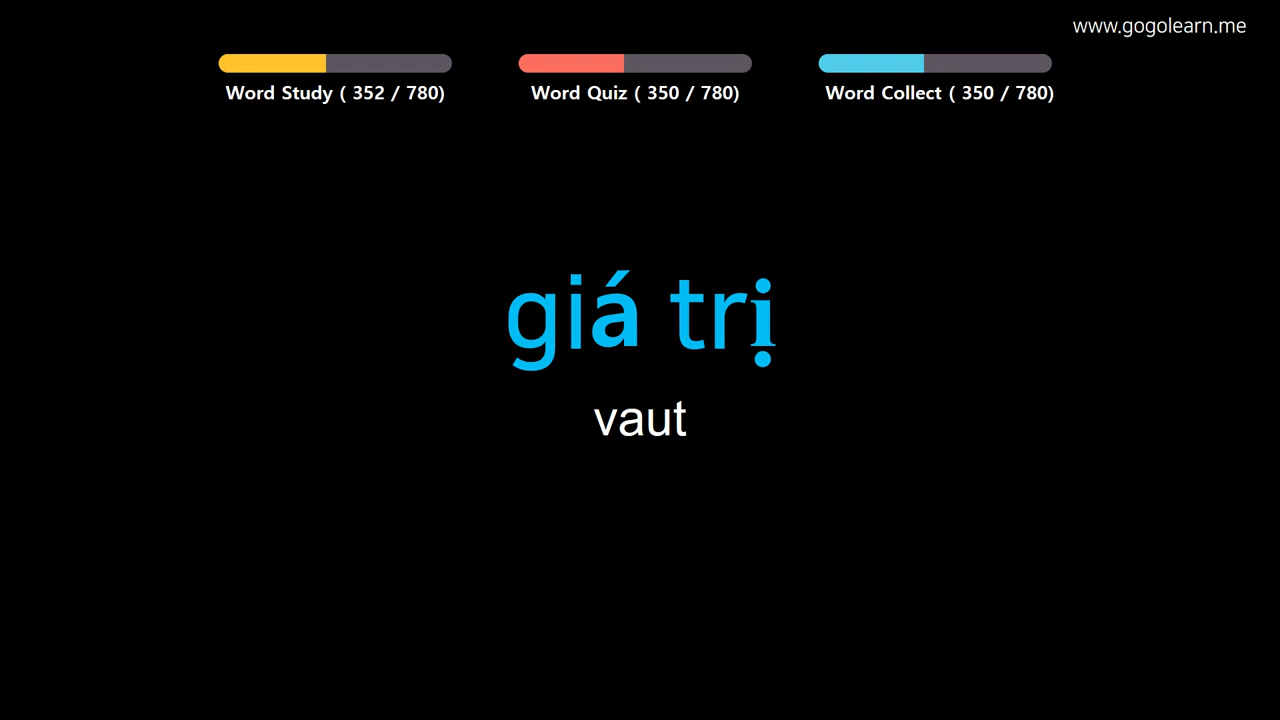 www.gogolearn.me
Word Study ( 352 / 780)
Word Quiz ( 350 / 780)
Word Collect ( 350 / 780)
giá trị
vaut